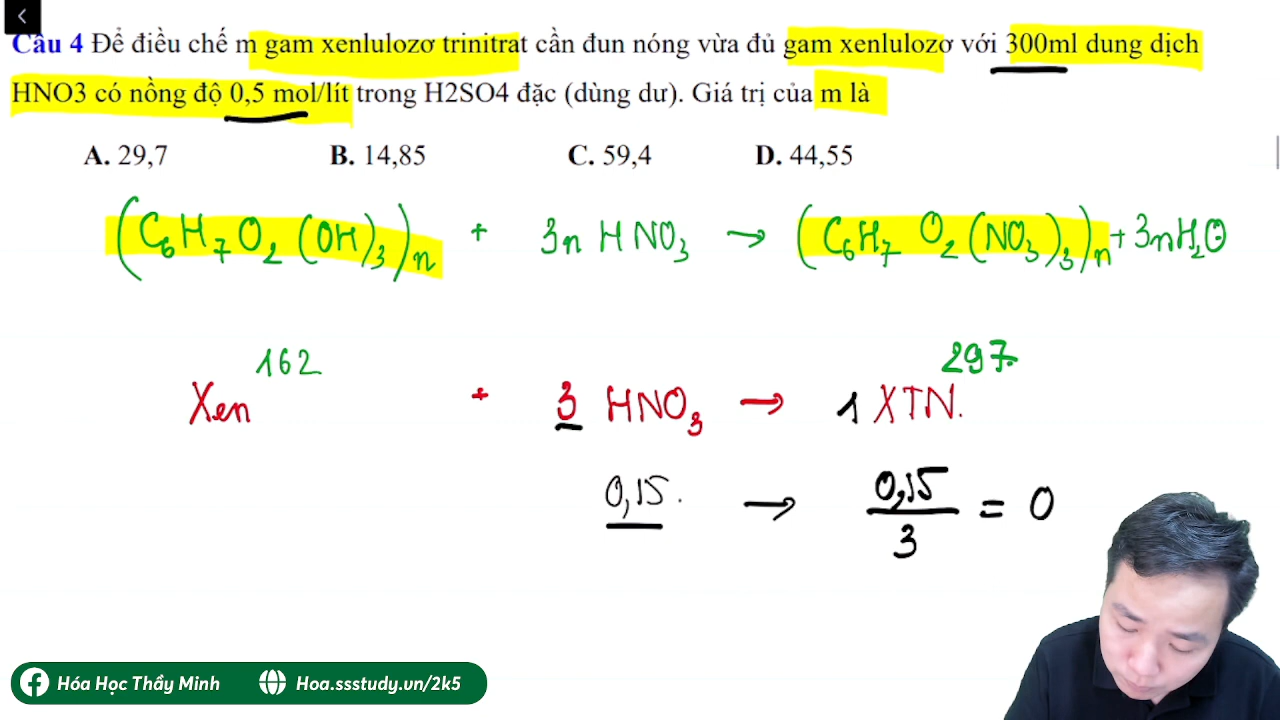 Câu 4 Để điều chế m gam xenlulozơ trinitrat cần đun nóng vừa đủ gam xenlulozơ với 300ml dung dịch
HNO3 có nồng độ 0,5 mol/lít trong H2SO4 đặc (dùng dư). Giá trị của m là
A. 29,7 B. 14,85 C. 59,4 D. 44,55
(C₆H₇O₂(OH)₃)ₙ + 3n HNO₃ → (C₆H₇O₂(NO₃)₃)ₙ + 3nH₂O
162 297
Xen + 3 HNO₃ → 1 XTN.
0,15. → 0,15/3 = 0
Hóa Học Thầy Minh Hoa.ssstudy.vn/2k5